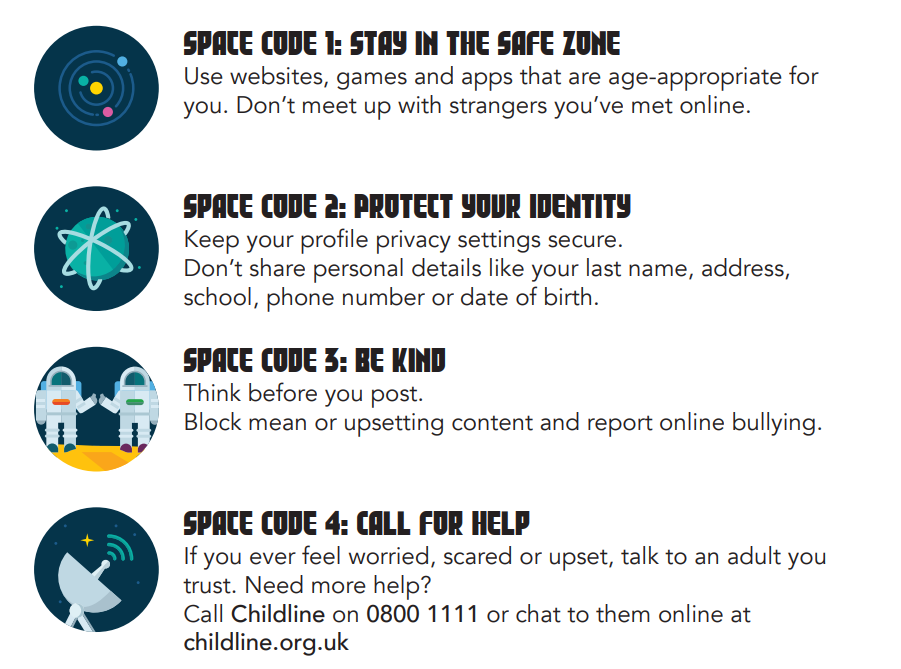 SPACE CODE 1: STAY IN THE SAFE ZONE
Use websites, games and apps that are age-appropriate for
you. Don’t meet up with strangers you’ve met online.
SPACE CODE 2: PROTECT YOUR IDENTITY
Keep your profile privacy settings secure.
Don’t share personal details like your last name, address,
school, phone number or date of birth.
SPACE CODE 3: BE KIND
Think before you post.
Block mean or upsetting content and report online bullying.
SPACE CODE 4: CALL FOR HELP
If you ever feel worried, scared or upset, talk to an adult you
trust. Need more help?
Call Childline on 0800 1111 or chat to them online at
childline.org.uk